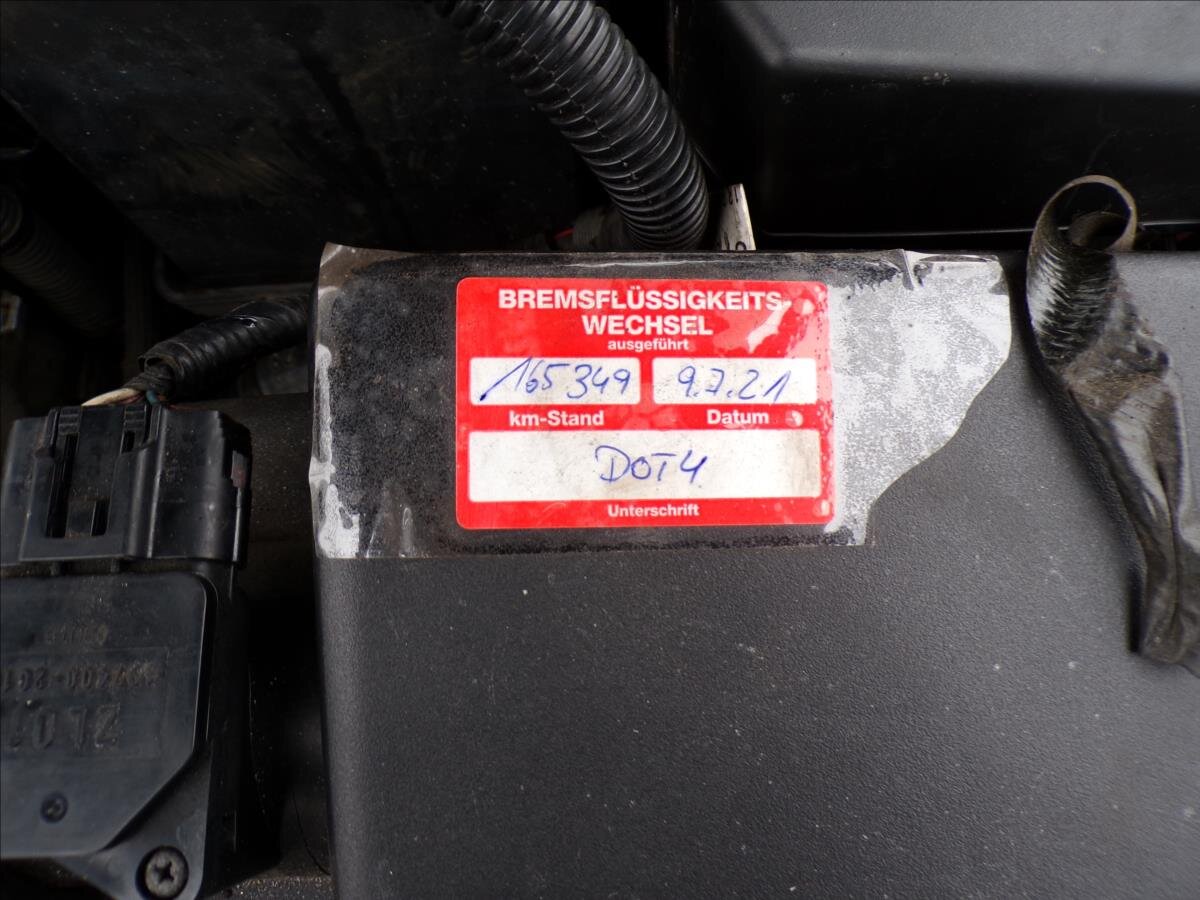 BREMSFLÜSSIGKEITS-
WECHSEL
ausgeführt
165349 9.7.21
km-Stand Datum
DOT4
Unterschrift